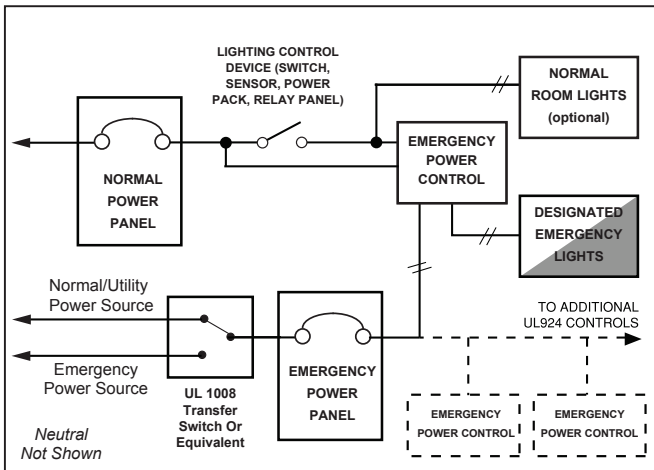 LIGHTING CONTROL
DEVICE (SWITCH,
SENSOR, POWER
PACK, RELAY PANEL)
NORMAL
ROOM LIGHTS
(optional)
NORMAL
POWER
PANEL
EMERGENCY
POWER
CONTROL
DESIGNATED
EMERGENCY
LIGHTS
Normal/Utility
Power Source
Emergency
Power Source
UL 1008
Transfer
Switch Or
Equivalent
EMERGENCY
POWER
PANEL
TO ADDITIONAL
UL924 CONTROLS
EMERGENCY
POWER CONTROL
EMERGENCY
POWER CONTROL
Neutral
Not Shown